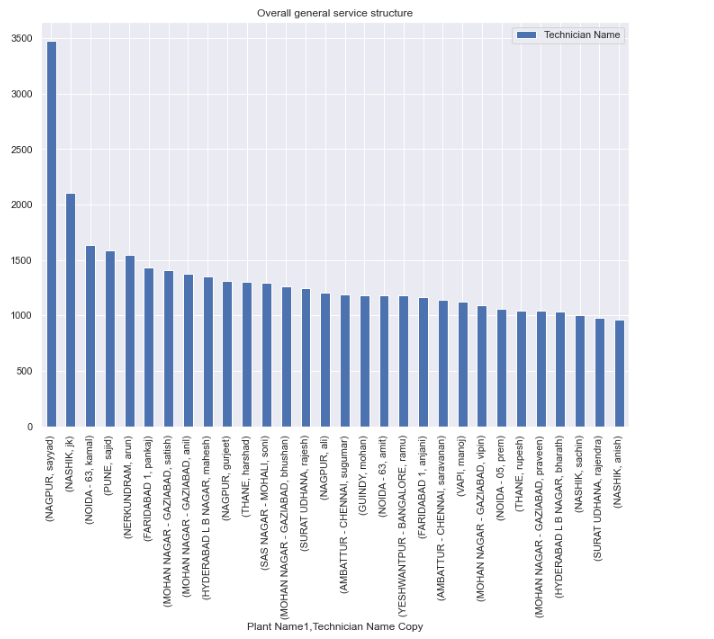 Overall general service structure
Technician Name
3500
3000
2500
2000
1500
1000
500
0
(NAGPUR, sayyad)
(NASHIK, jk)
(NOIDA - 63, kamal)
(PUNE, sajid)
(NERKUNDRAM, arun)
(FARIDABAD 1, pankaj)
(MOHAN NAGAR - GAZIABAD, satish)
(MOHAN NAGAR - GAZIABAD, anil)
(HYDERABAD L B NAGAR, mahesh)
(NAGPUR, gurjeet)
(THANE, harshad)
(SAS NAGAR - MOHALI, soni)
(MOHAN NAGAR - GAZIABAD, bhushan)
(SURAT UDHANA, rajesh)
(NAGPUR, ali)
(AMBATTUR - CHENNAI, sugumar)
(GUINDY, mohan)
(NOIDA - 63, amit)
(YESHWANTPUR - BANGALORE, ramu)
(FARIDABAD 1, anjani)
(AMBATTUR - CHENNAI, saravanan)
(VAPI, manoj)
(MOHAN NAGAR - GAZIABAD, vipin)
(NOIDA - 05, prem)
(THANE, rupesh)
(MOHAN NAGAR - GAZIABAD, praveen)
(HYDERABAD L B NAGAR, bharath)
(NASHIK, sachin)
(SURAT UDHANA, rajendra)
(NASHIK, anish)
Plant Name1,Technician Name Copy